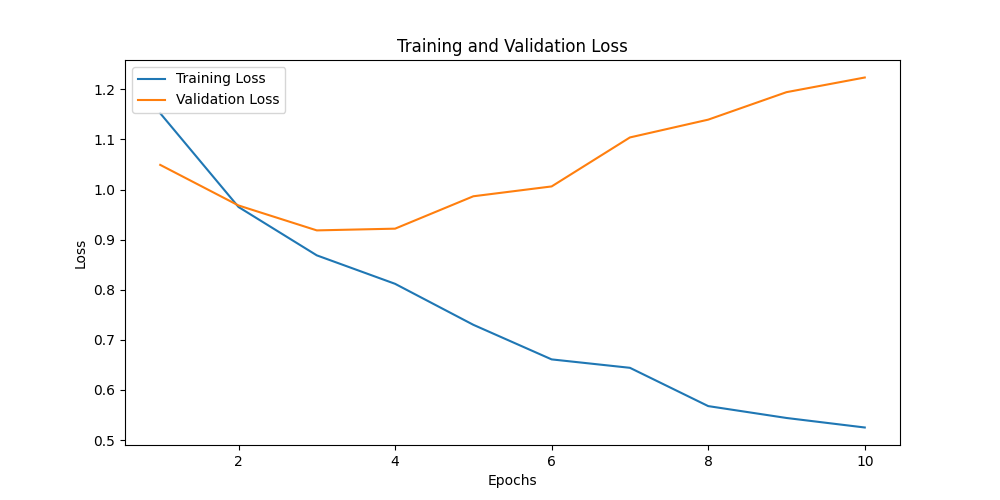 Training and Validation Loss
Training Loss
Validation Loss
1.2
1.1
1.0
0.9
0.8
0.7
0.6
0.5
Loss
2 4 6 8 10
Epochs